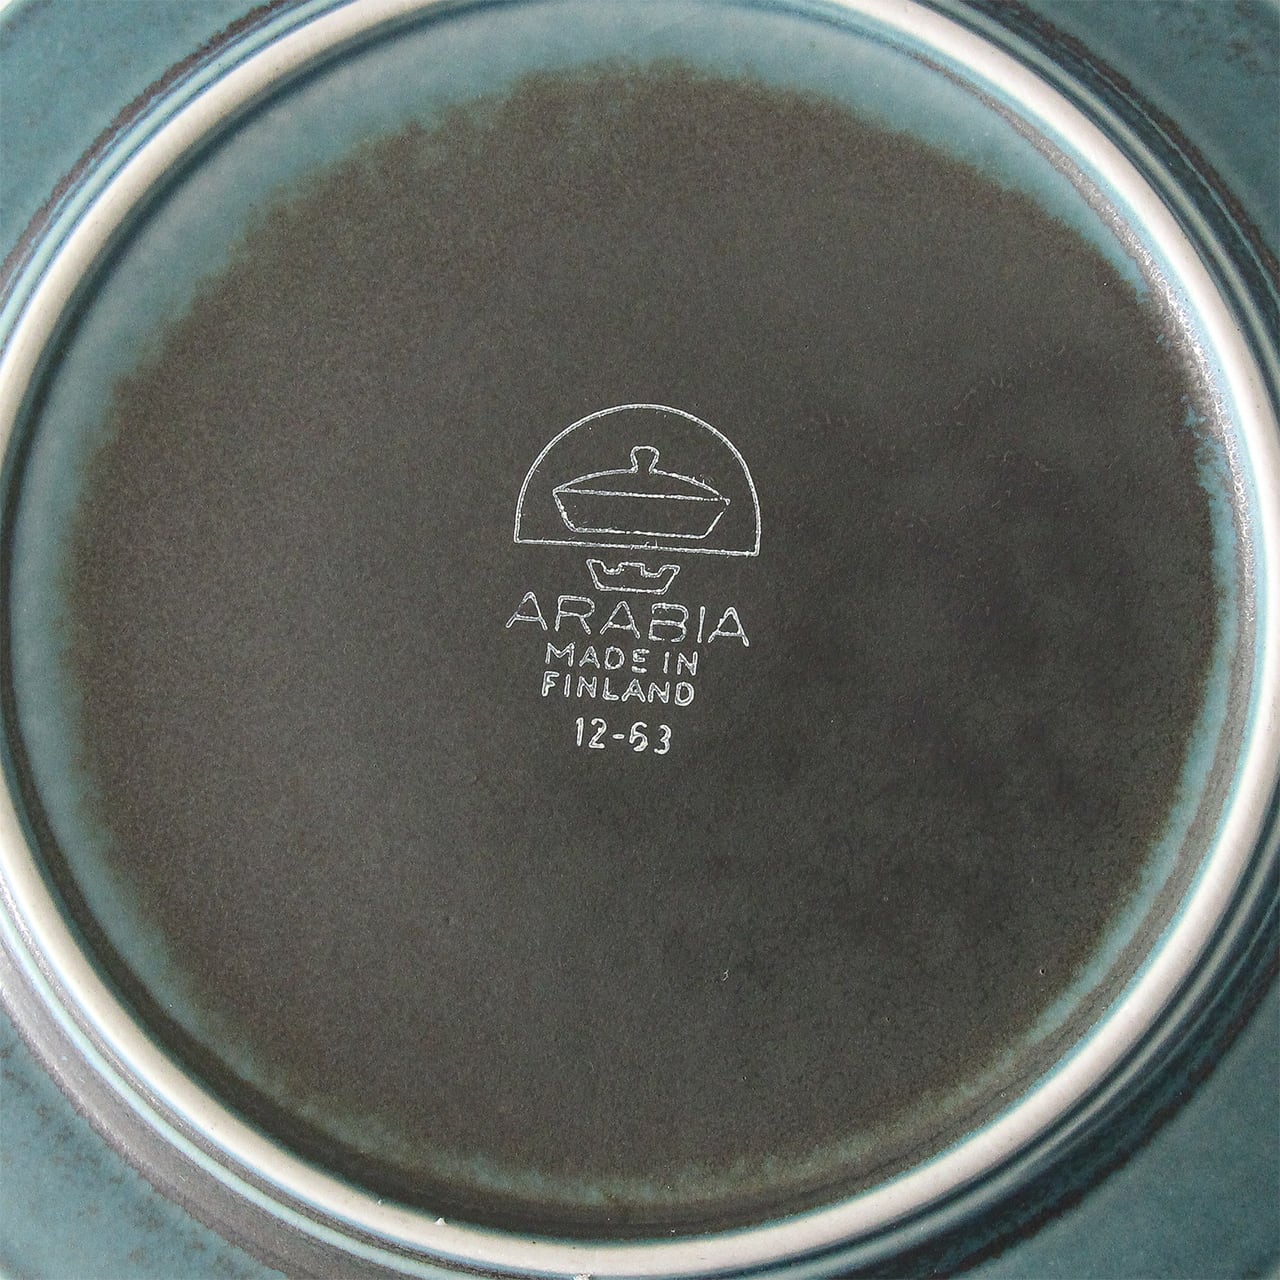 ARABIA
MADE IN
FINLAND
12-63